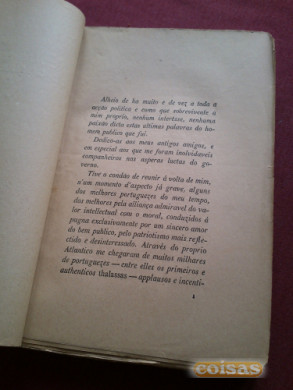 Alheio de ha muito e de vez a toda a
acção politica e como que sobrevivente a
mim proprio, nenhum interesse, nenhuma
paixão dicta estas ultimas palavras do ho-
mem publico que fui.
Dedico-as aos meus antigos amigos, e
em especial aos que me foram inolvidaveis
companheiros nas asperas luctas do go-
verno.
Tive o condão de reunir á volta de mim,
n'um momento d'aspecto já grave, alguns
dos melhores portuguezes do meu tempo,
dos melhores pela alliança admiravel do va-
lor intellectual com o moral, conduzidos á
pugna exclusivamente por um sincero amor
do bem publico, pelo patriotismo mais refle-
ctido e desinteressado. Através do proprio
Atlantico me chegaram de muitos milhares
de portuguezes — entre elles os primeiros e
authenticos thalassas — applausos e incenti-
1
coisas